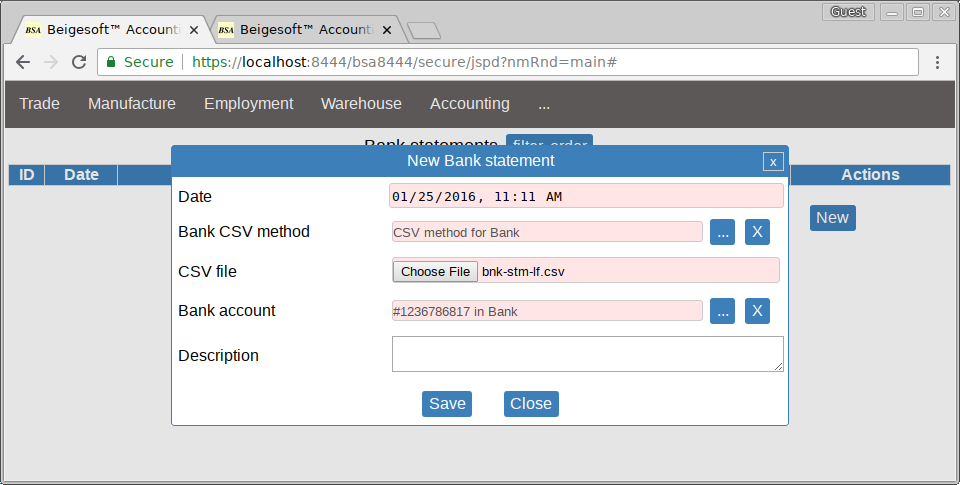 Guest
BSA Beigesoft™ Accounti
BSA Beigesoft™ Accounti
Secure https://localhost:8444/bsa8444/secure/jspd?nmRnd=main#
Trade Manufacture Employment Warehouse Accounting ...
Bank statements filter, order
New Bank statement x
ID Date Actions
Date 01/25/2016, 11:11 AM
New
Bank CSV method CSV method for Bank ... X
CSV file Choose File bnk-stm-lf.csv
Bank account #1236786817 in Bank ... X
Description
Save Close